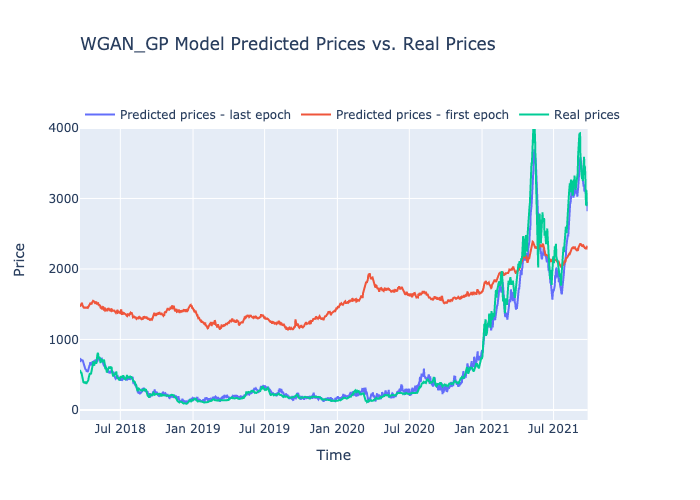 WGAN_GP Model Predicted Prices vs. Real Prices
Predicted prices - last epoch Predicted prices - first epoch Real prices
4000
3000
2000
1000
0
Price
Jul 2018 Jan 2019 Jul 2019 Jan 2020 Jul 2020 Jan 2021 Jul 2021
Time